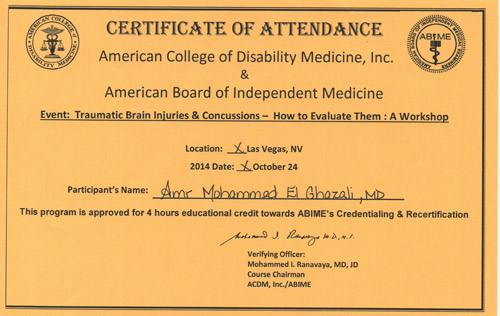 CERTIFICATE OF ATTENDANCE
American College of Disability Medicine, Inc.
&
American Board of Independent Medicine
Event: Traumatic Brain Injuries & Concussions – How to Evaluate Them : A Workshop
Location: X Las Vegas, NV
2014 Date: X October 24
Participant's Name: Amr Mohammed El Ghazali, MD
This program is approved for 4 hours educational credit towards ABIME's Credentialing & Recertification
Mohammed I. Ranavaya M.D., M.S.
Verifying Officer:
Mohammed I. Ranavaya, MD, JD
Course Chairman
ACDM, Inc./ABIME
AMERICAN COLLEGE OF DISABILITY MEDICINE
ABIME